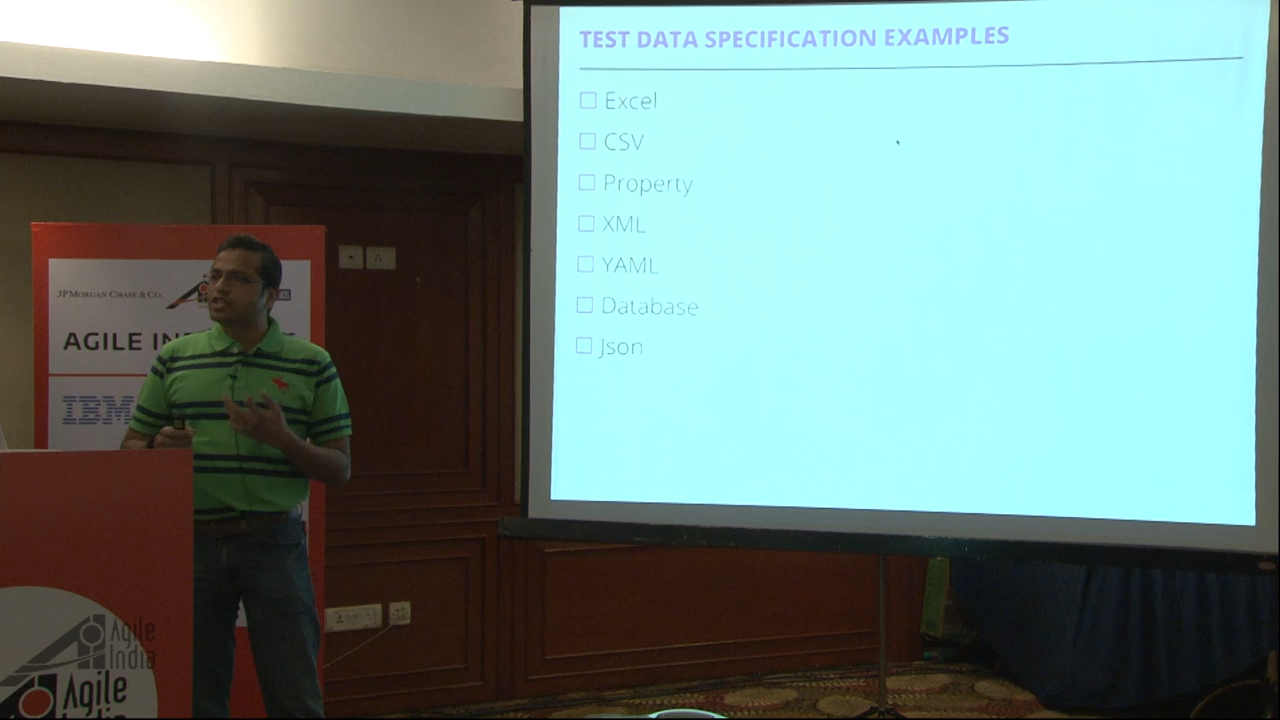 TEST DATA SPECIFICATION EXAMPLES
Excel
CSV
Property
XML
YAML
Database
Json
JPMORGAN CHASE & CO.
AGILE
IBM
Agile
India
Agile